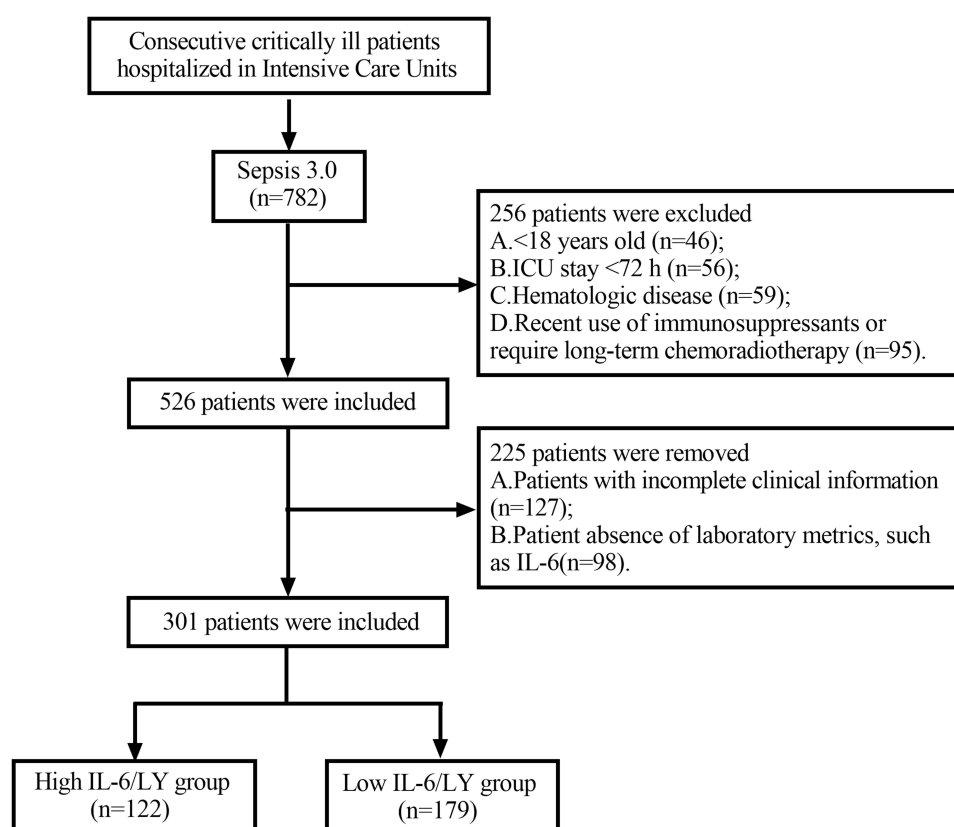 Consecutive critically ill patients
hospitalized in Intensive Care Units
Sepsis 3.0
(n=782)
256 patients were excluded
A.<18 years old (n=46);
B.ICU stay <72 h (n=56);
C.Hematologic disease (n=59);
D.Recent use of immunosuppressants or
require long-term chemoradiotherapy (n=95).
526 patients were included
225 patients were removed
A.Patients with incomplete clinical information
(n=127);
B.Patient absence of laboratory metrics, such
as IL-6(n=98).
301 patients were included
High IL-6/LY group
(n=122)
Low IL-6/LY group
(n=179)